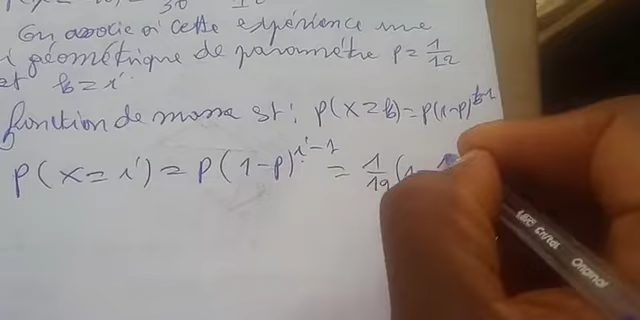 On associe à cette expérience une
géométrique de paramètre p = 1/12
et k = i
fonction de masse st : p(X = k) = p(1-p)^k-1
p(X = i) = p(1-p)^i-1 = 1/12 (1-
Cristal Original